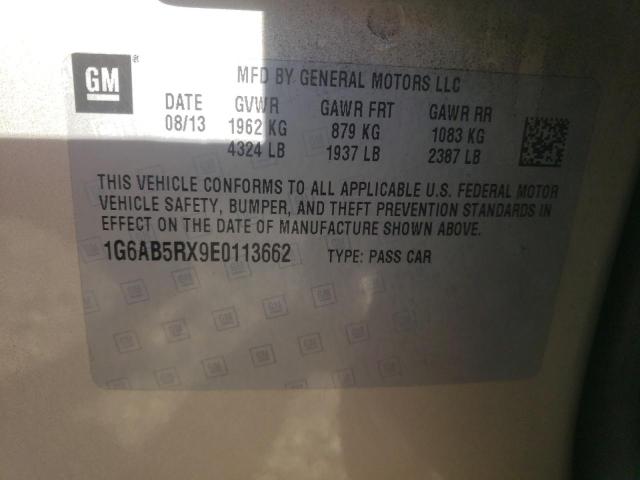 GM
MFD BY GENERAL MOTORS LLC
DATE GVWR GAWR FRT GAWR RR
08/13 1962 KG 879 KG 1083 KG
4324 LB 1937 LB 2387 LB
THIS VEHICLE CONFORMS TO ALL APPLICABLE U.S. FEDERAL MOTOR
VEHICLE SAFETY, BUMPER, AND THEFT PREVENTION STANDARDS IN
EFFECT ON THE DATE OF MANUFACTURE SHOWN ABOVE.
1G6AB5RX9E0113662 TYPE: PASS CAR